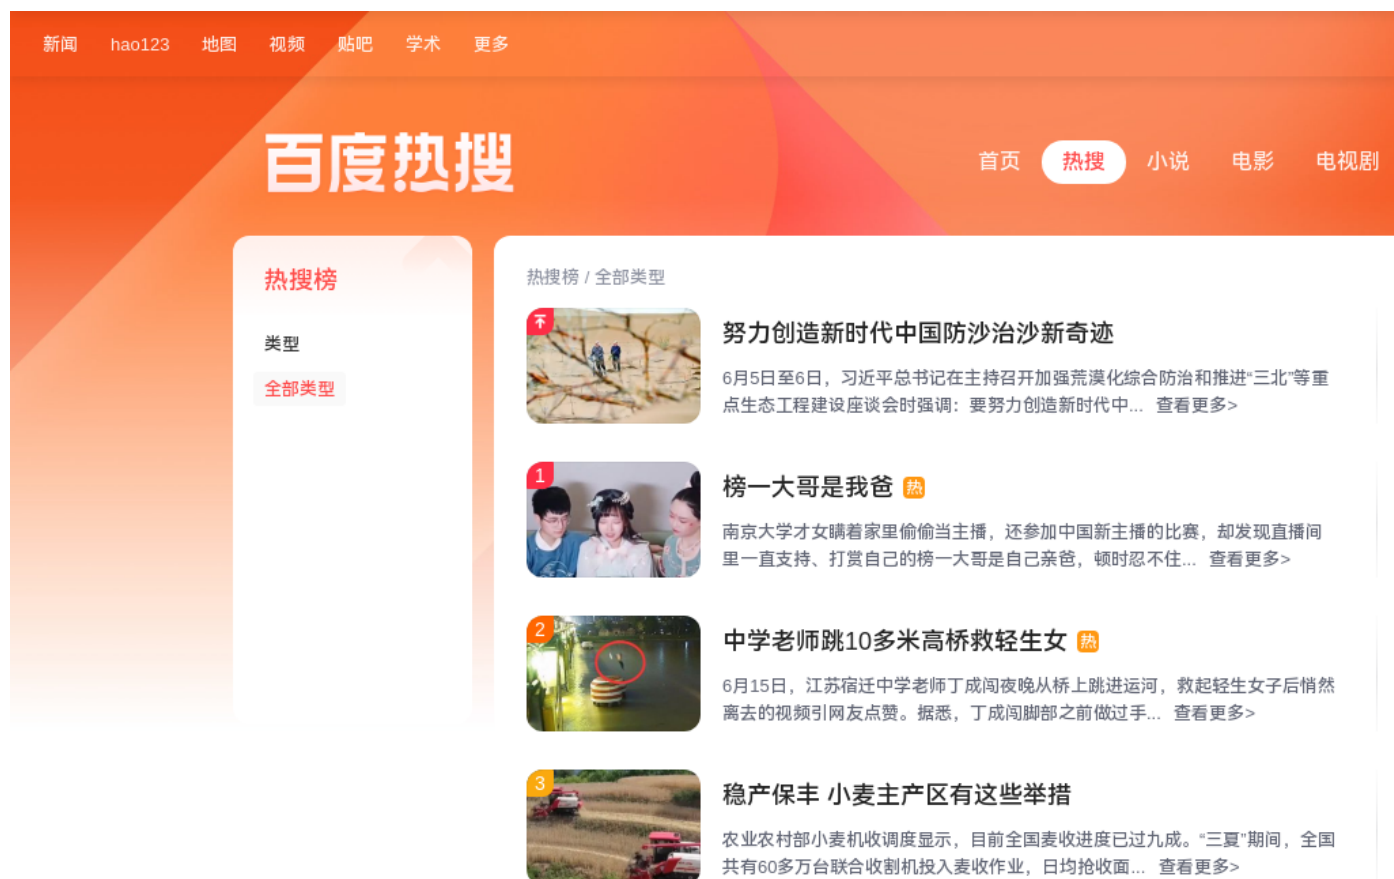 新闻 hao123 地图 视频 贴吧 学术 更多
百度热搜
首页 热搜 小说 电影 电视剧
热搜榜
类型
全部类型
热搜榜 / 全部类型
努力创造新时代中国防沙治沙新奇迹
6月5日至6日，习近平总书记在主持召开加强荒漠化综合防治和推进“三北”等重
点生态工程建设座谈会时强调：要努力创造新时代中... 查看更多>
1
榜一大哥是我爸 热
南京大学才女瞒着家里偷偷当主播，还参加中国新主播的比赛，却发现直播间
里一直支持、打赏自己的榜一大哥是自己亲爸，顿时忍不住... 查看更多>
2
中学老师跳10多米高桥救轻生女 热
6月15日，江苏宿迁中学老师丁成闯夜晚从桥上跳进运河，救起轻生女子后悄然
离去的视频引网友点赞。据悉，丁成闯脚部之前做过手... 查看更多>
3
稳产保丰 小麦主产区有这些举措
农业农村部小麦机收调度显示，目前全国麦收进度已过九成。“三夏”期间，全国
共有60多万台联合收割机投入麦收作业，日均抢收面... 查看更多>